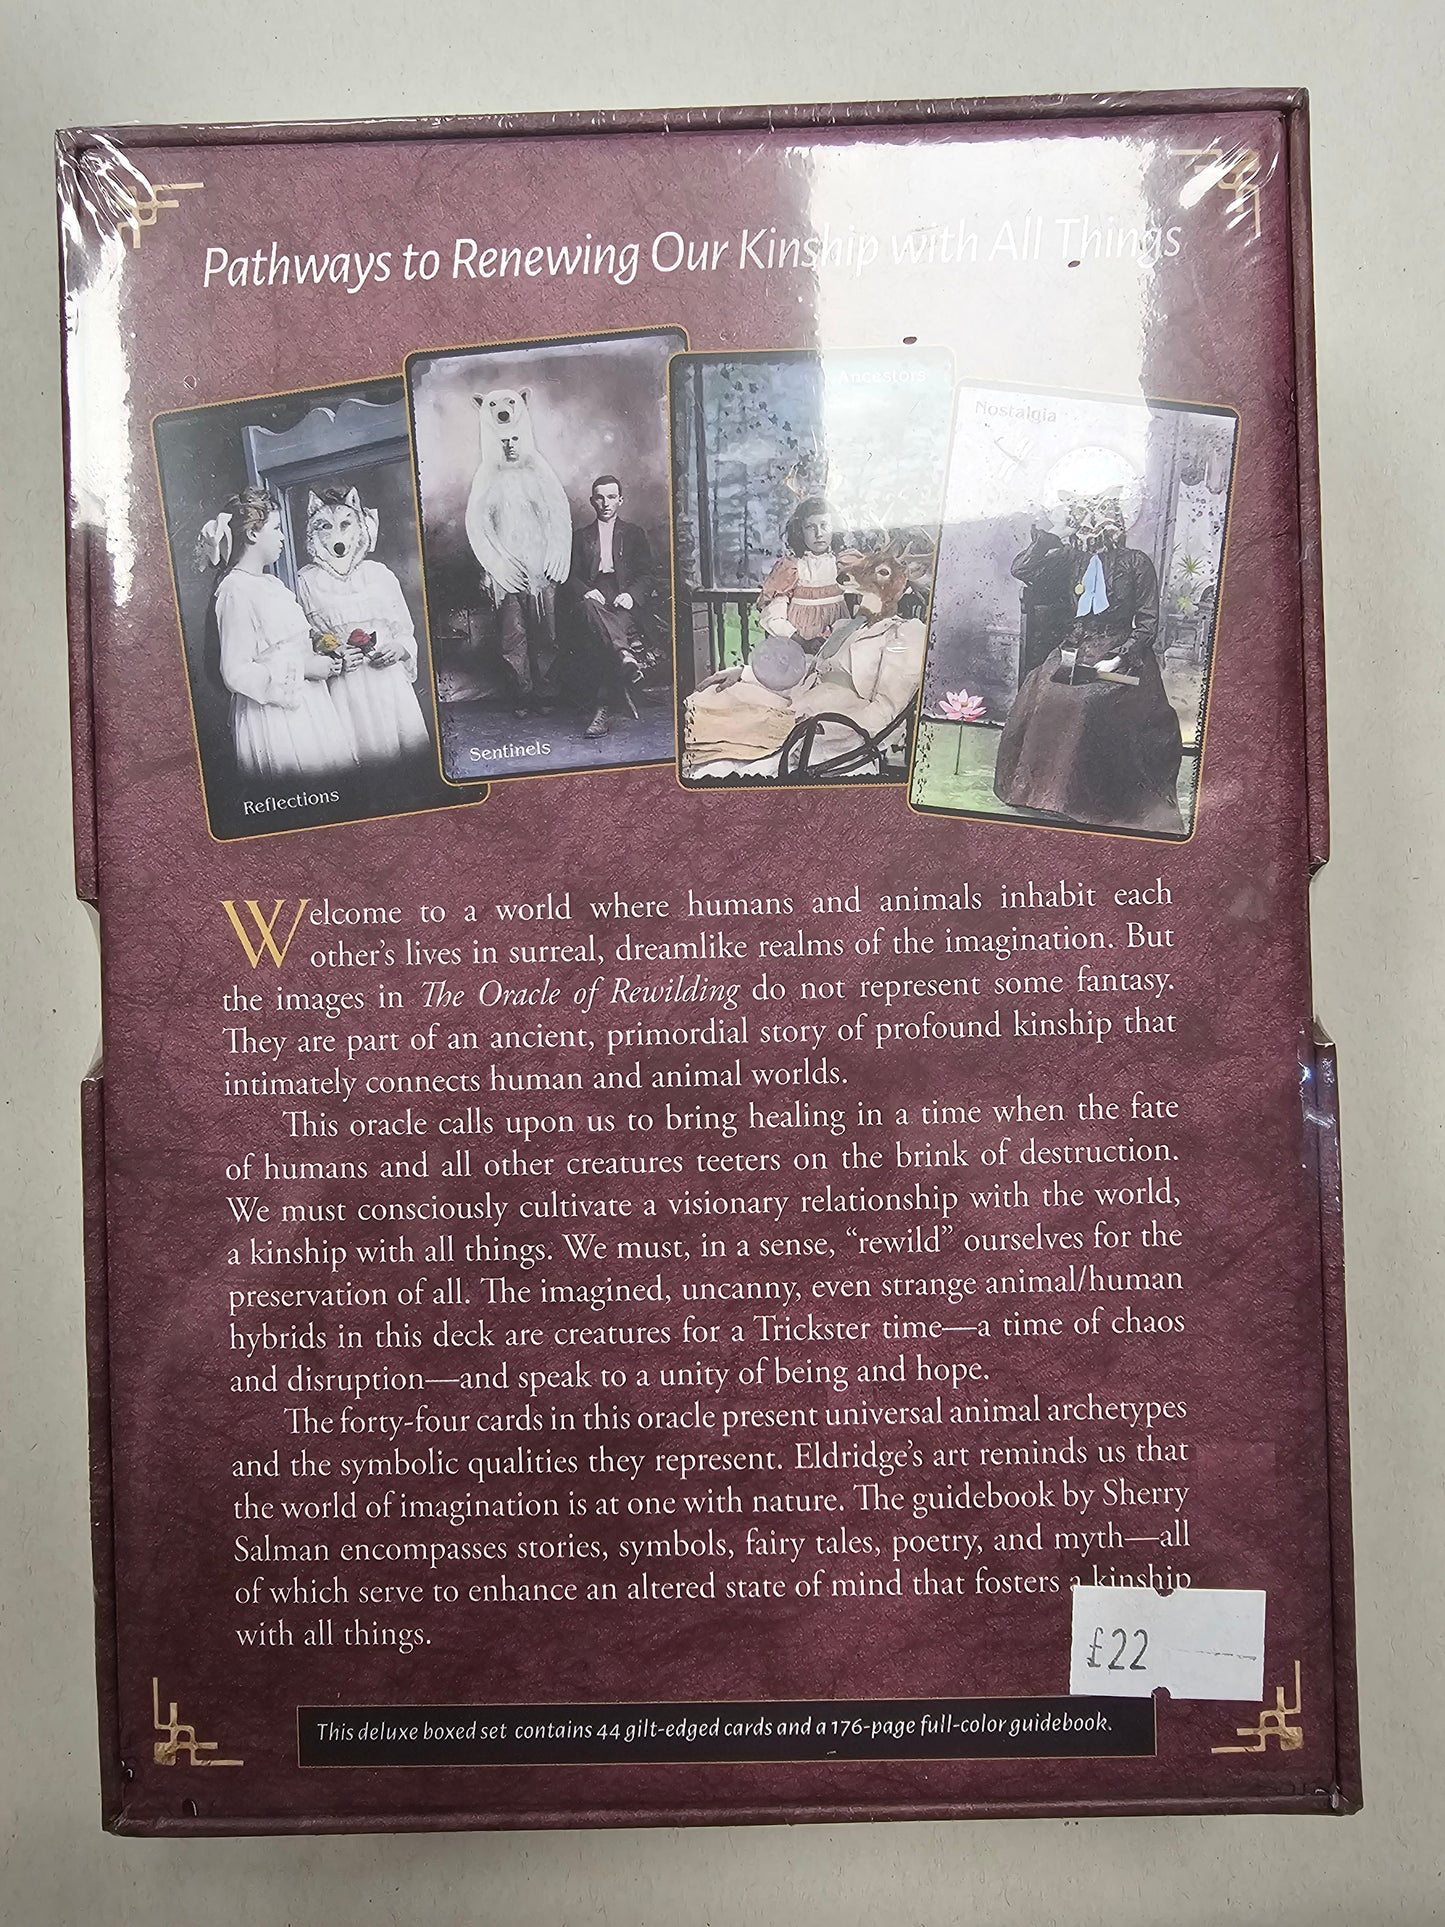 Pathways to Renewing Our Kinship with All Things
Reflections
Sentinels
Ancestors
Nostalgia
Welcome to a world where humans and animals inhabit each
other's lives in surreal, dreamlike realms of the imagination. But
the images in The Oracle of Rewilding do not represent some fantasy.
They are part of an ancient, primordial story of profound kinship that
intimately connects human and animal worlds.
This oracle calls upon us to bring healing in a time when the fate
of humans and all other creatures teeters on the brink of destruction.
We must consciously cultivate a visionary relationship with the world,
a kinship with all things. We must, in a sense, “rewild” ourselves for the
preservation of all. The imagined, uncanny, even strange animal/human
hybrids in this deck are creatures for a Trickster time—a time of chaos
and disruption—and speak to a unity of being and hope.
The forty-four cards in this oracle present universal animal archetypes
and the symbolic qualities they represent. Eldridge's art reminds us that
the world of imagination is at one with nature. The guidebook by Sherry
Salman encompasses stories, symbols, fairy tales, poetry, and myth—all
of which serve to enhance an altered state of mind that fosters a kinship
with all things.
£22
This deluxe boxed set contains 44 gilt-edged cards and a 176-page full-color guidebook.